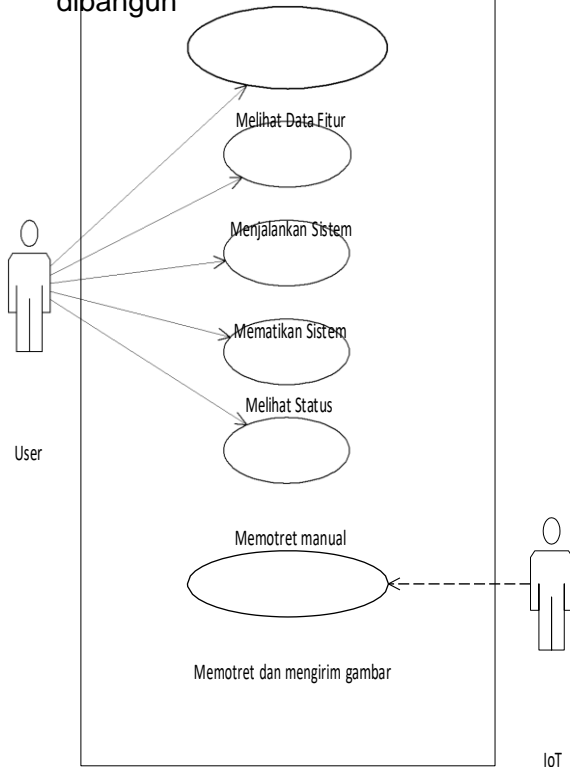 dibangun
Melihat Data Fitur
Menjalankan Sistem
Mematikan Sistem
Melihat Status
User
Memotret manual
Memotret dan mengirim gambar
IoT